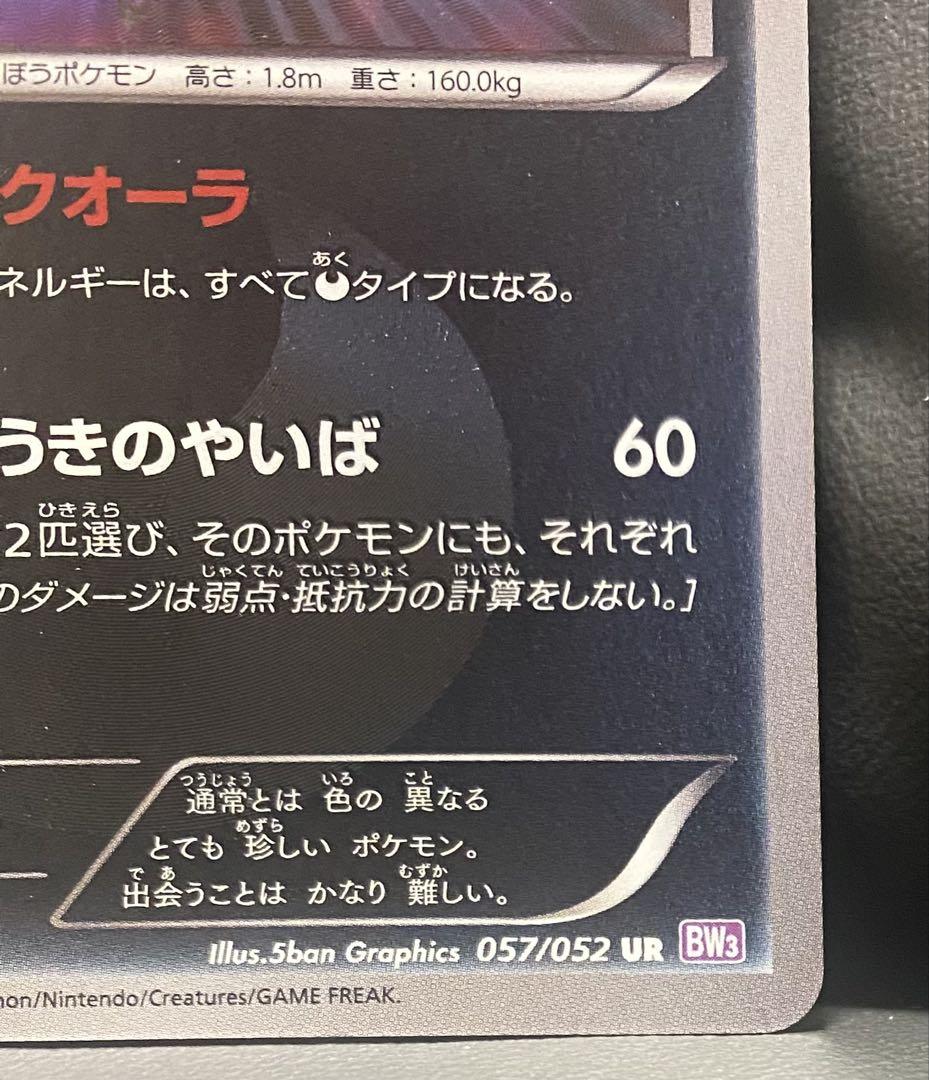 ぼうポケモン 高さ：1.8m 重さ：160.0kg
クオーラ
あく
ネルギーは、すべてタイプになる。
うきのやいば 60
ひきえら
2匹選び、そのポケモンにも、それぞれ
じゃくてん ていこうりょく けいさん
のダメージは弱点・抵抗力の計算をしない。]
つうじょう いろ こと
通常とは 色の 異なる
めずら
とても 珍しい ポケモン。
で あ むずか
出会うことは かなり 難しい。
Illus.5ban Graphics 057/052 UR BW3
mon/Nintendo/Creatures/GAME FREAK.